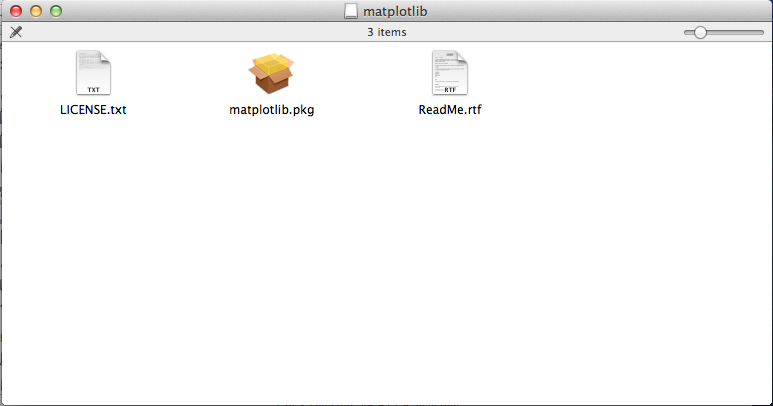 matplotlib
3 items
TXT
RTF
LICENSE.txt
matplotlib.pkg
ReadMe.rtf